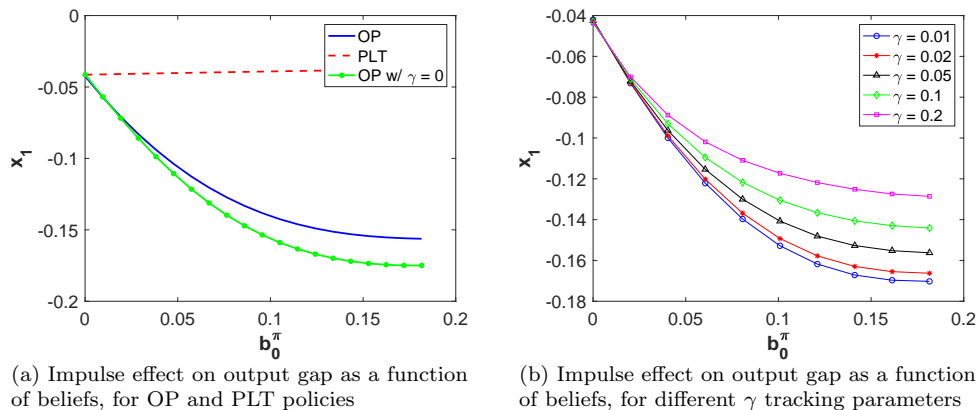 0
-0.05
-0.1
-0.15
-0.2
x₁
0 0.05 0.1 0.15 0.2
b₀^π
OP
PLT
OP w/ γ = 0
(a) Impulse effect on output gap as a function
of beliefs, for OP and PLT policies
-0.04
-0.06
-0.08
-0.1
-0.12
-0.14
-0.16
-0.18
x₁
0 0.05 0.1 0.15 0.2
b₀^π
γ = 0.01
γ = 0.02
γ = 0.05
γ = 0.1
γ = 0.2
(b) Impulse effect on output gap as a function
of beliefs, for different γ tracking parameters